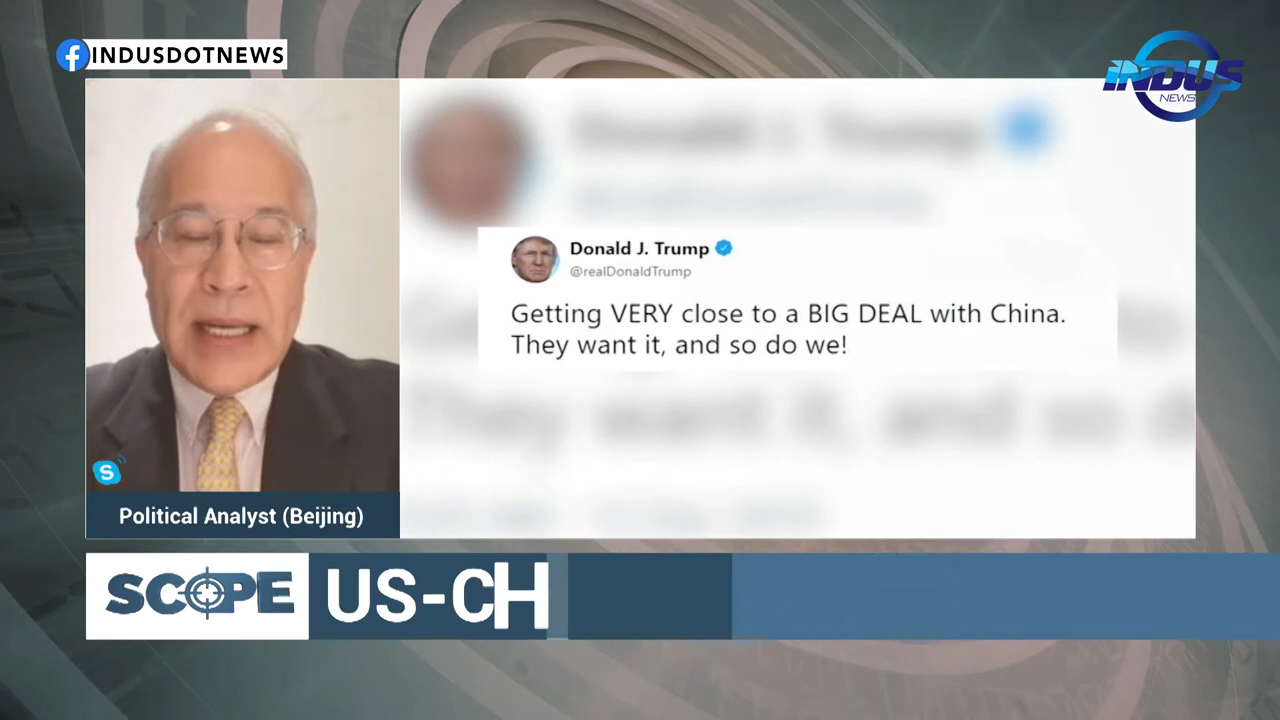 INDUSDOTNEWS
INDUS
NEWS
Donald J. Trump
@realDonaldTrump
Getting VERY close to a BIG DEAL with China.
They want it, and so do we!
Political Analyst (Beijing)
SCOPE
US-CH